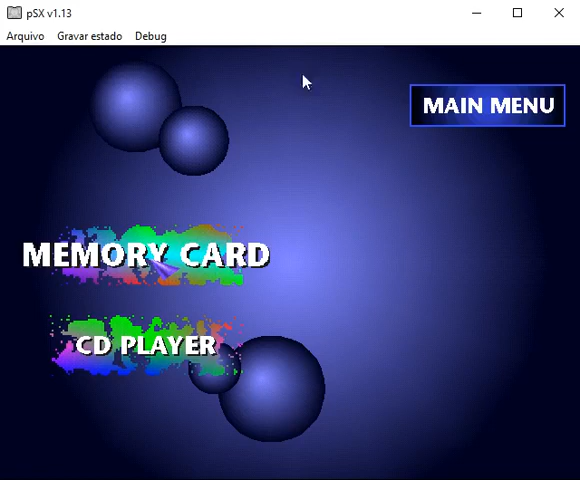 pSX v1.13
Arquivo Gravar estado Debug
MAIN MENU
MEMORY CARD
CD PLAYER